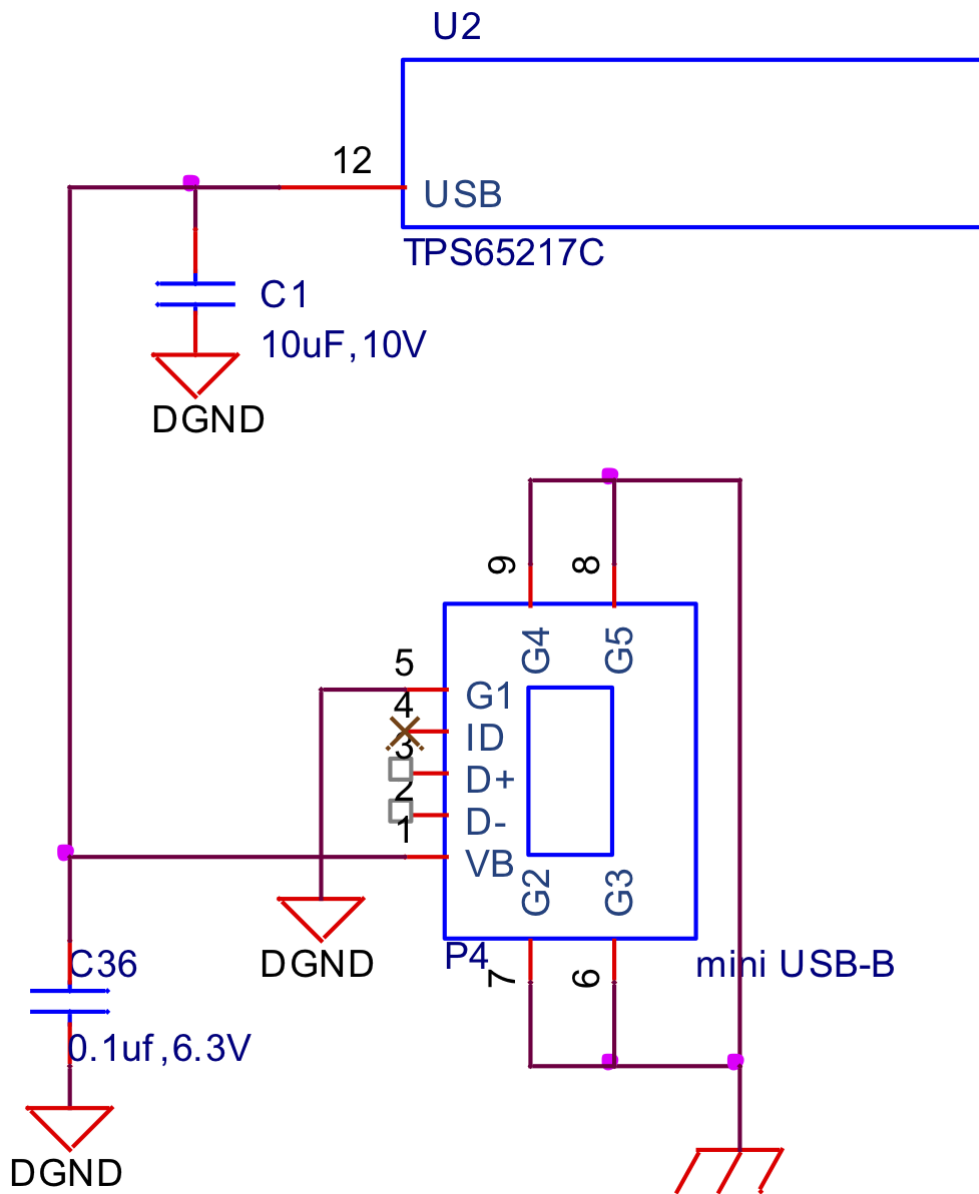 U2
12
USB
TPS65217C
C1
10uF,10V
DGND
9
8
G4
G5
5
G1
4
ID
3
D+
2
D-
1
VB
G2
G3
DGND
P4
mini USB-B
7
6
C36
0.1uf,6.3V
DGND